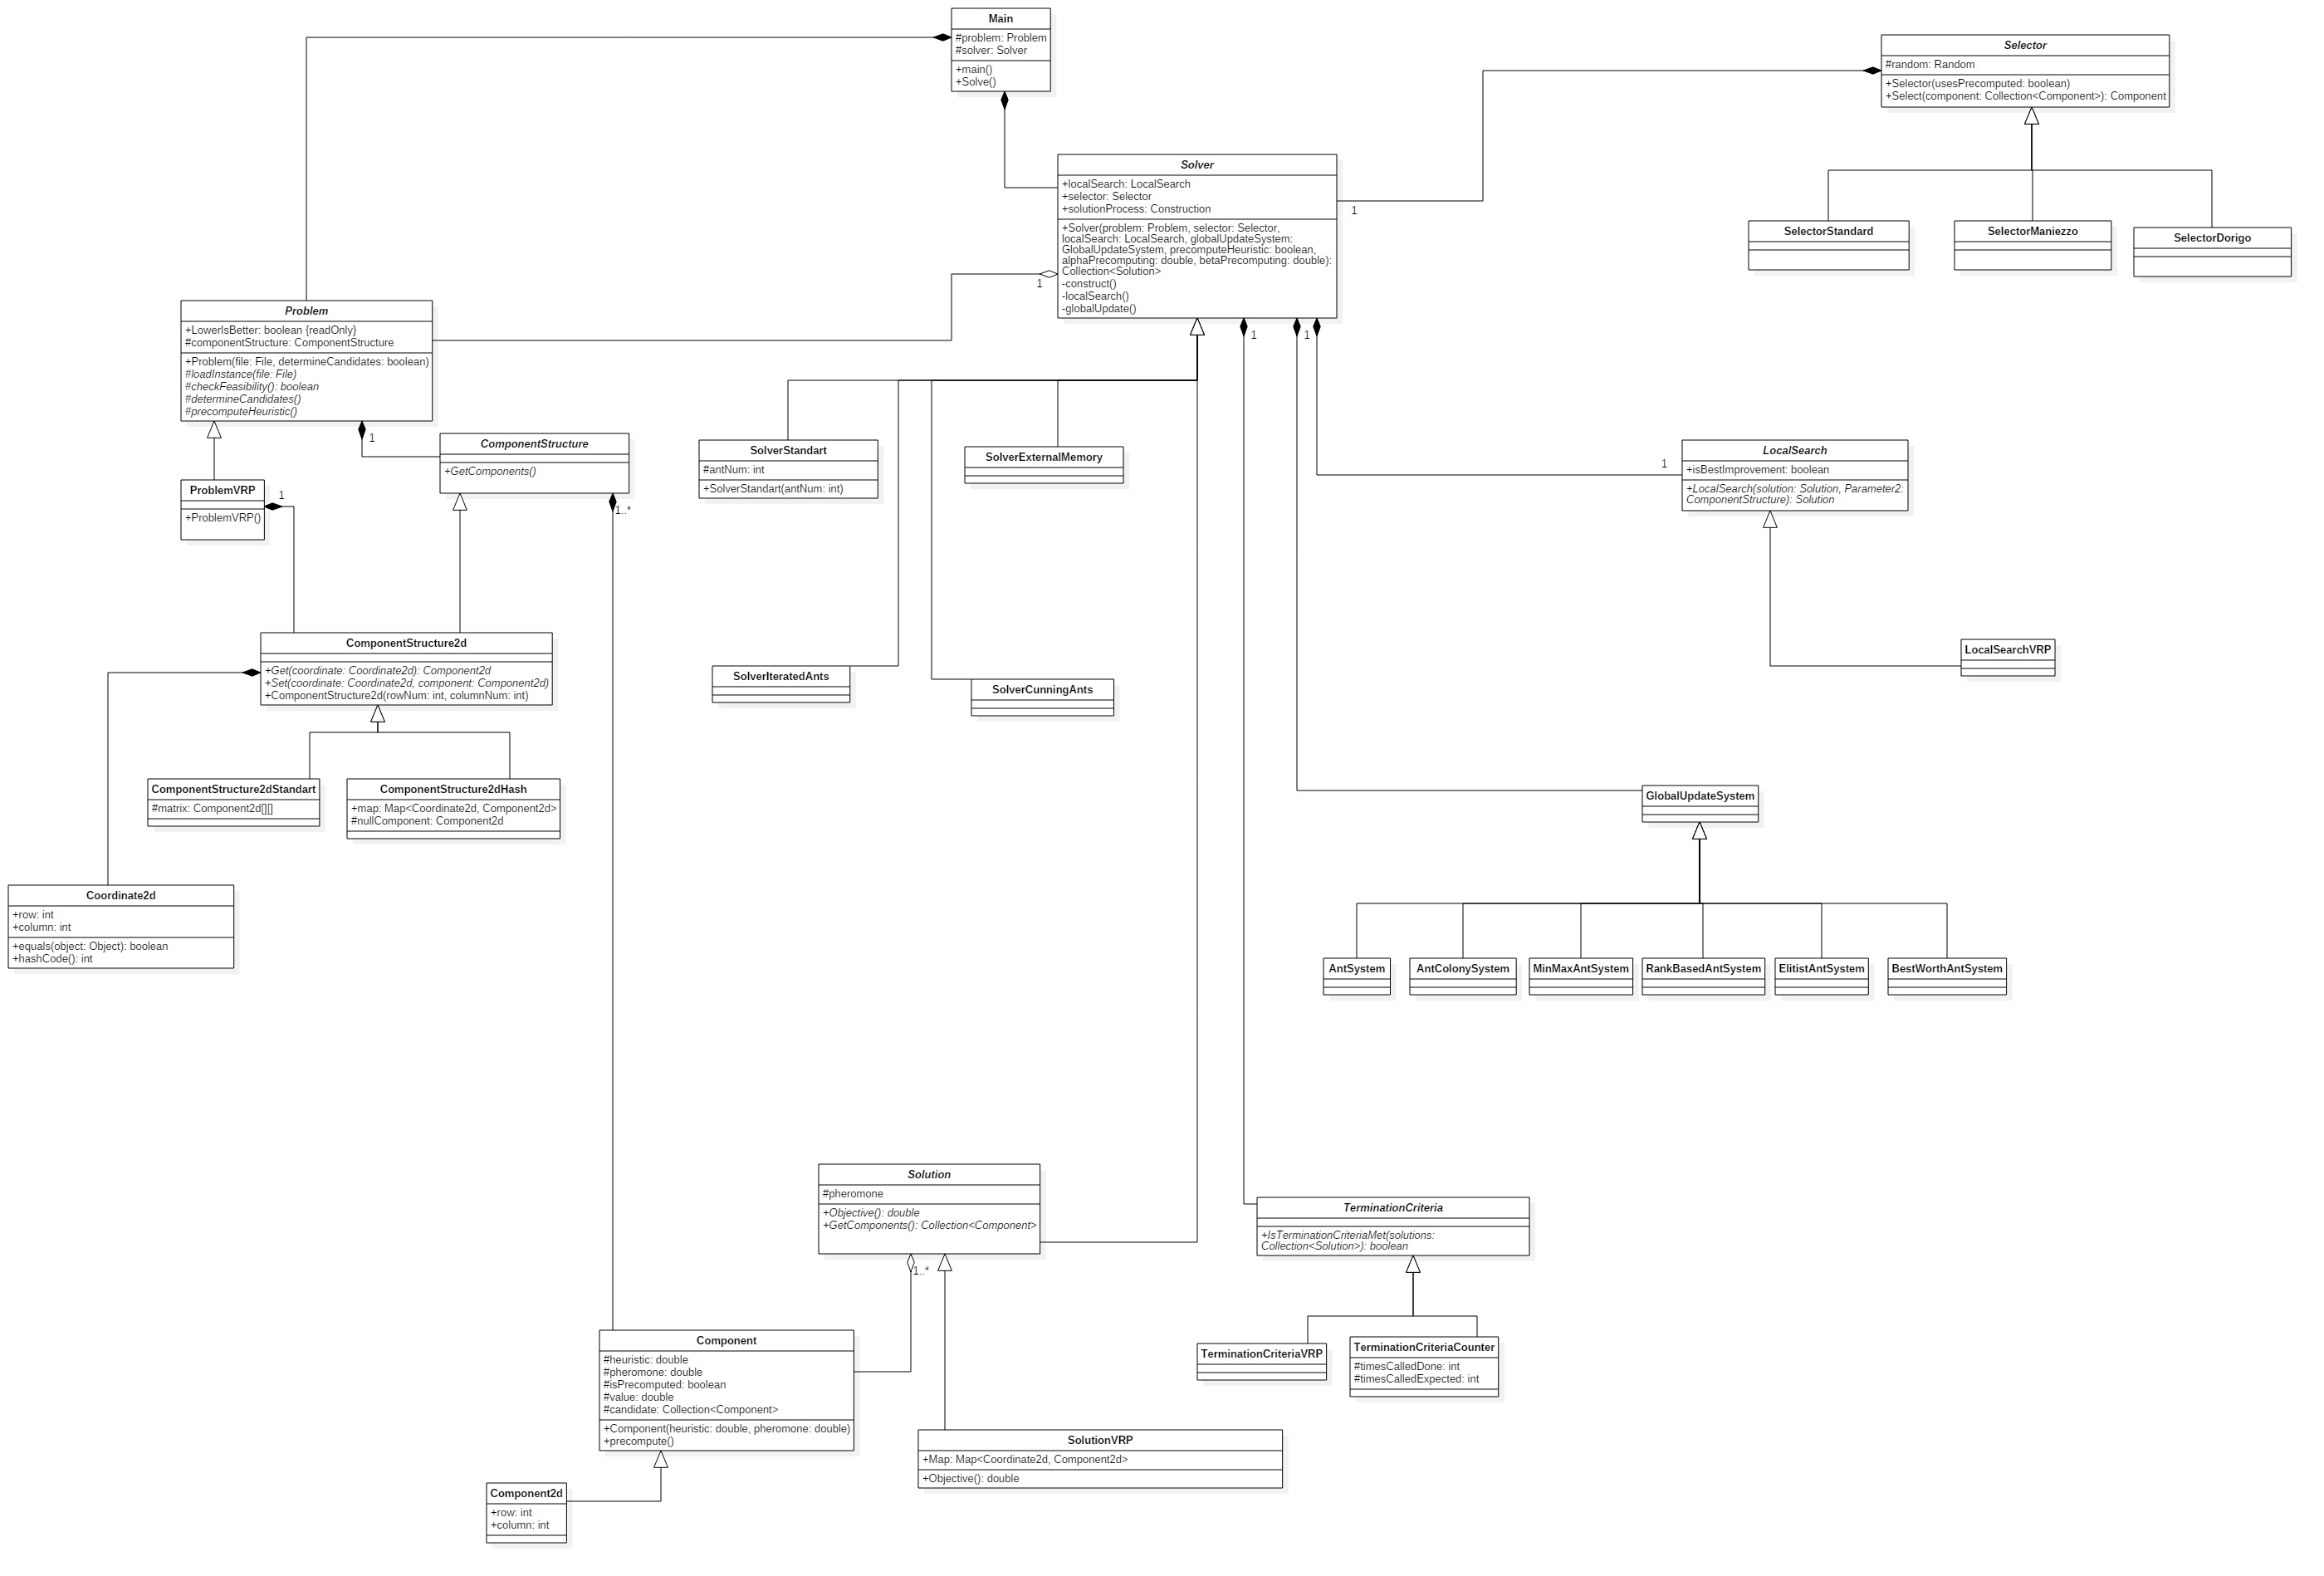 Main
#problem: Problem
#solver: Solver
+main()
+Solve()
Selector
#random: Random
+Selector(usesPrecomputed: boolean)
+Select(component: Collection<Component>): Component
Solver
+localSearch: LocalSearch
+selector: Selector
+solutionProcess: Construction
+Solver(problem: Problem, selector: Selector,
localSearch: LocalSearch, globalUpdateSystem:
GlobalUpdateSystem, precomputeHeuristic: boolean,
alphaPrecomputing: double, betaPrecomputing: double):
Collection<Solution>
-construct()
-localSearch()
-globalUpdate()
1
1
1
1
SelectorStandard
SelectorManiezzo
SelectorDorigo
Problem
+LowerIsBetter: boolean {readOnly}
#componentStructure: ComponentStructure
+Problem(file: File, determineCandidates: boolean)
#loadInstance(file: File)
#checkFeasibility(): boolean
#determineCandidates()
#precomputeHeuristic()
1
ComponentStructure
+GetComponents()
1..*
ProblemVRP
+ProblemVRP()
1
SolverStandart
#antNum: int
+SolverStandart(antNum: int)
SolverExternalMemory
1
LocalSearch
+isBestImprovement: boolean
+LocalSearch(solution: Solution, Parameter2:
ComponentStructure): Solution
ComponentStructure2d
+Get(coordinate: Coordinate2d): Component2d
+Set(coordinate: Coordinate2d, component: Component2d)
+ComponentStructure2d(rowNum: int, columnNum: int)
SolverIteratedAnts
SolverCunningAnts
LocalSearchVRP
ComponentStructure2dStandart
#matrix: Component2d[][]
ComponentStructure2dHash
+map: Map<Coordinate2d, Component2d>
#nullComponent: Component2d
GlobalUpdateSystem
Coordinate2d
+row: int
+column: int
+equals(object: Object): boolean
+hashCode(): int
AntSystem
AntColonySystem
MinMaxAntSystem
RankBasedAntSystem
ElitistAntSystem
BestWorthAntSystem
Solution
#pheromone
+Objective(): double
+GetComponents(): Collection<Component>
1..*
TerminationCriteria
+IsTerminationCriteriaMet(solutions:
Collection<Solution>): boolean
Component
#heuristic: double
#pheromone: double
#isPrecomputed: boolean
#value: double
#candidate: Collection<Component>
+Component(heuristic: double, pheromone: double)
+precompute()
TerminationCriteriaVRP
TerminationCriteriaCounter
#timesCalledDone: int
#timesCalledExpected: int
SolutionVRP
+Map: Map<Coordinate2d, Component2d>
+Objective(): double
Component2d
+row: int
+column: int